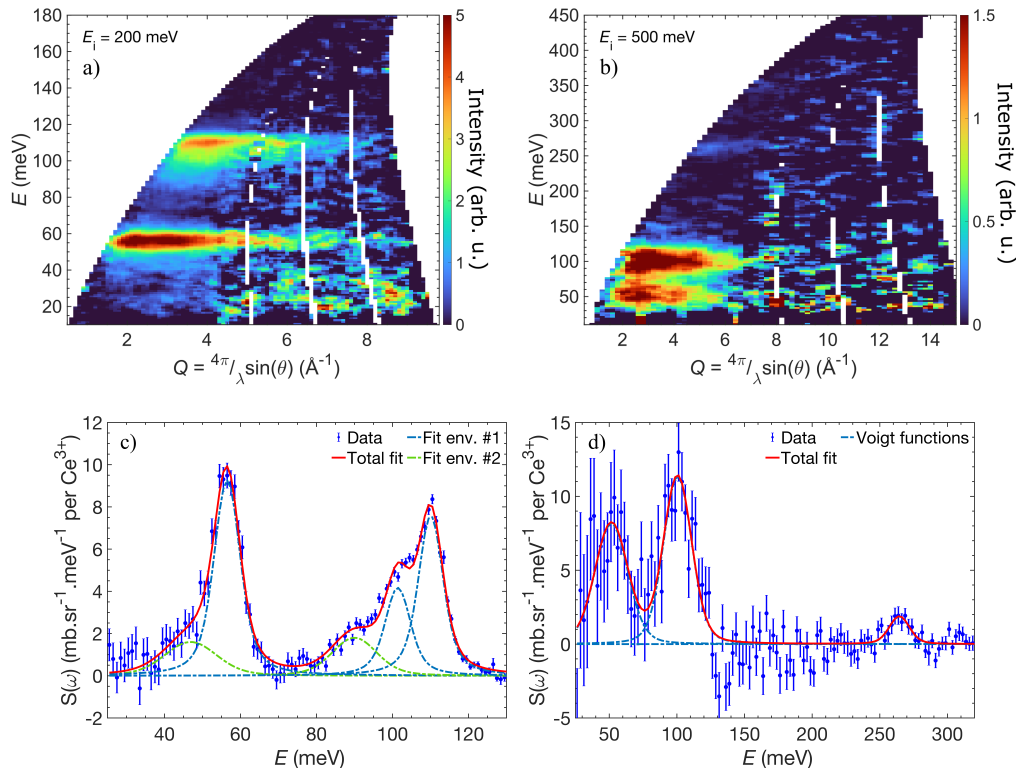 E_i = 200 meV
a)
E (meV)
180
160
140
120
100
80
60
40
20
2 4 6 8
Q = 4π/λ sin(θ) (Å⁻¹)
5
4
3
2
1
0
Intensity (arb. u.)
E_i = 500 meV
b)
E (meV)
450
400
350
300
250
200
150
100
50
2 4 6 8 10 12 14
Q = 4π/λ sin(θ) (Å⁻¹)
1.5
1
0.5
0
Intensity (arb. u.)
c)
Data
Total fit
Fit env. #1
Fit env. #2
S(ω) (mb.sr⁻¹.meV⁻¹ per Ce³⁺)
12
10
8
6
4
2
0
-2
40 60 80 100 120
E (meV)
d)
Data
Total fit
Voigt functions
S(ω) (mb.sr⁻¹.meV⁻¹ per Ce³⁺)
15
10
5
0
-5
50 100 150 200 250 300
E (meV)